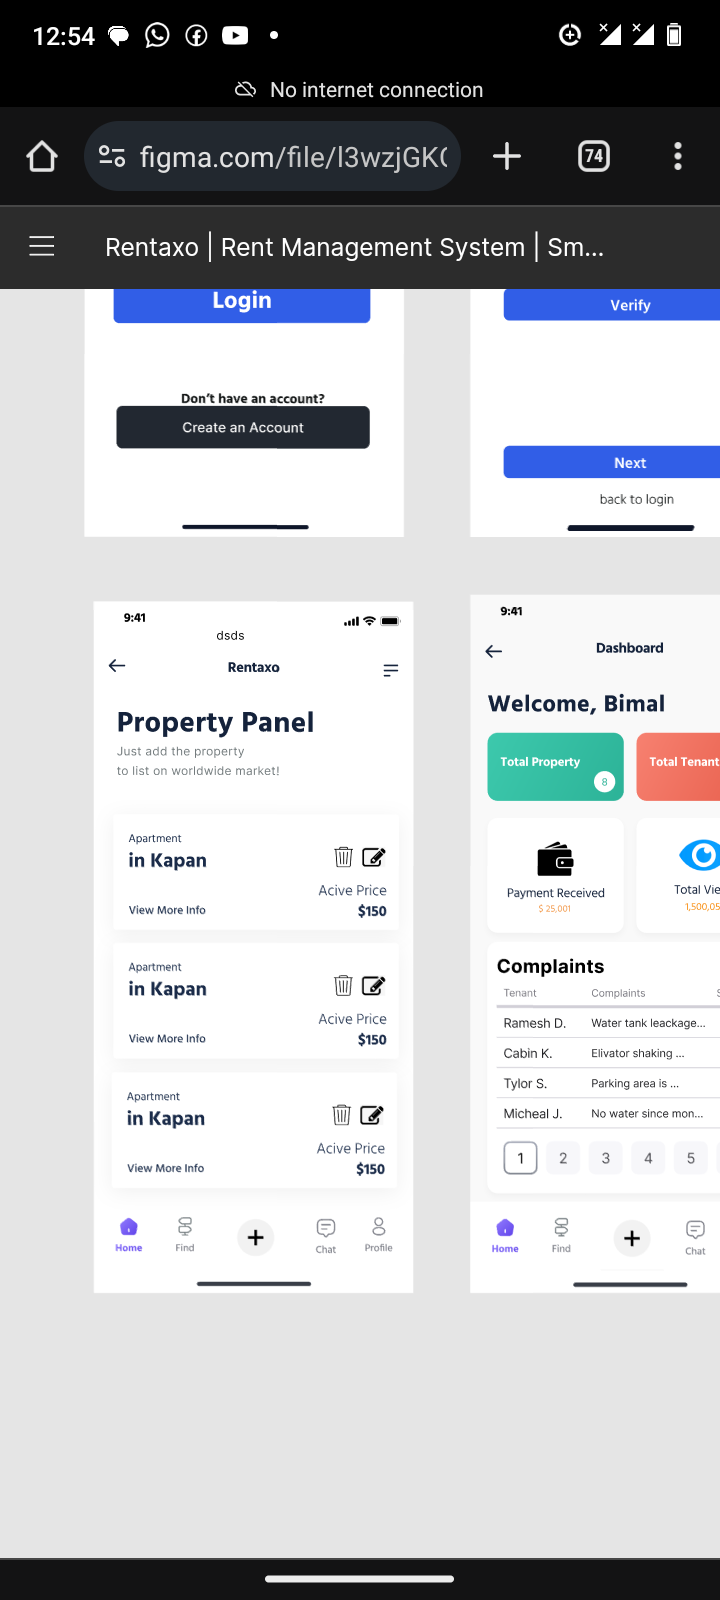 12:54
No internet connection
figma.com/file/l3wzjGK
74
Rentaxo | Rent Management System | Sm...
Login
Don't have an account?
Create an Account
Verify
Next
back to login
9:41
dsds
Rentaxo
Property Panel
Just add the property
to list on worldwide market!
Apartment
in Kapan
Acive Price
View More Info
$150
Apartment
in Kapan
Acive Price
View More Info
$150
Apartment
in Kapan
Acive Price
View More Info
$150
Home
Find
Chat
Profile
9:41
Dashboard
Welcome, Bimal
Total Property
8
Total Tenant
Payment Received
$ 25,001
Total Vie
1,500,05
Complaints
Tenant Complaints S
Ramesh D. Water tank leackage...
Cabin K. Elivator shaking ...
Tylor S. Parking area is ...
Micheal J. No water since mon...
1 2 3 4 5
Home
Find
Chat